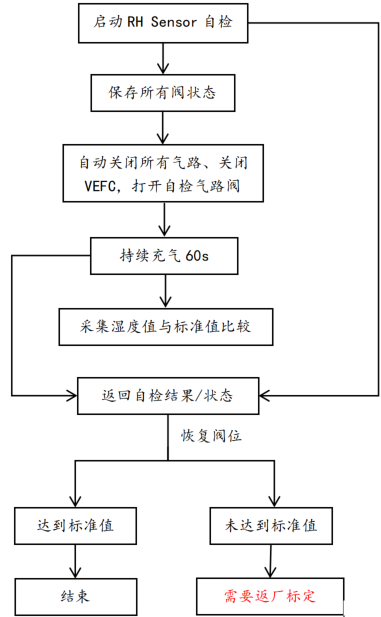 启动 RH Sensor 自检
保存所有阀状态
自动关闭所有气路、关闭
VEFC，打开自检气路阀
持续充气 60s
采集湿度值与标准值比较
返回自检结果/状态
恢复阀位
达到标准值
未达到标准值
结束
需要返厂标定